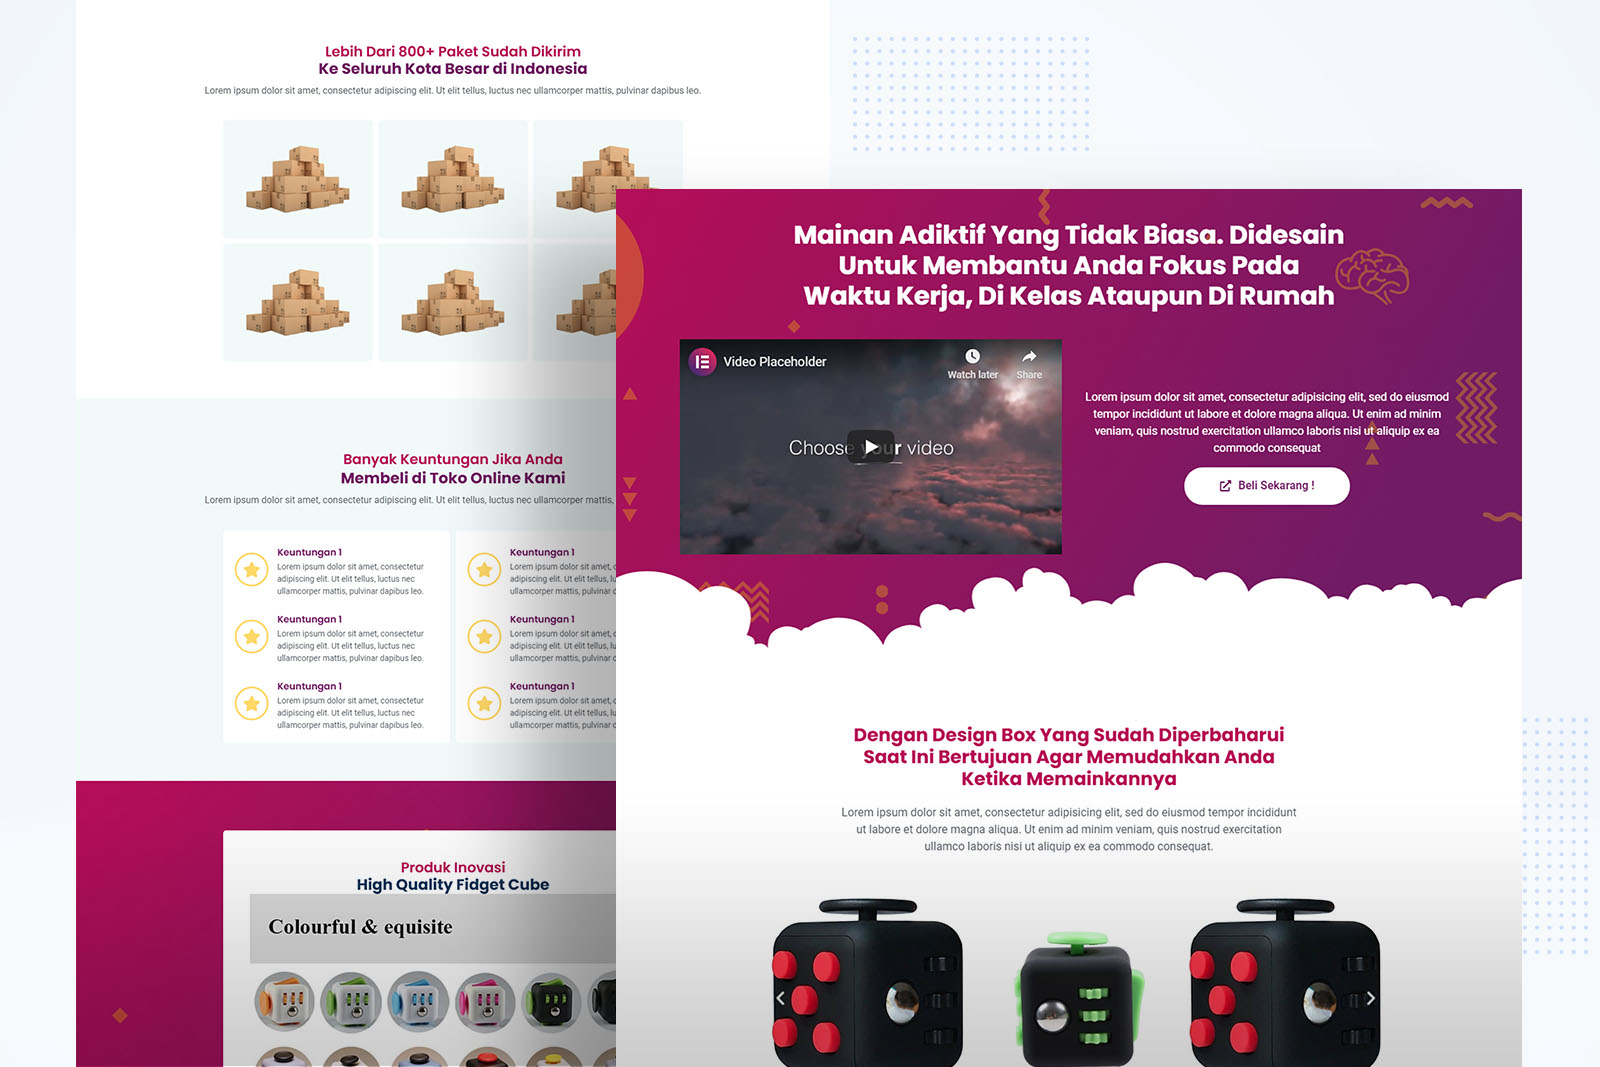 Lebih Dari 800+ Paket Sudah Dikirim
Ke Seluruh Kota Besar di Indonesia
Lorem ipsum dolor sit amet, consectetur adipiscing elit. Ut elit tellus, luctus nec ullamcorper mattis, pulvinar dapibus leo.
Banyak Keuntungan Jika Anda
Membeli di Toko Online Kami
Lorem ipsum dolor sit amet, consectetur adipiscing elit. Ut elit tellus, luctus nec ullamcorper mattis,
Keuntungan 1
Lorem ipsum dolor sit amet, consectetur
adipiscing elit. Ut elit tellus, luctus nec
ullamcorper mattis, pulvinar dapibus leo.
Keuntungan 1
Lorem ipsum dolor sit amet, consectetur
adipiscing elit. Ut elit tellus, luctus nec
ullamcorper mattis, pulvinar dapibus leo.
Keuntungan 1
Lorem ipsum dolor sit amet, consectetur
adipiscing elit. Ut elit tellus, luctus nec
ullamcorper mattis, pulvinar dapibus leo.
Keuntungan 1
Lorem ipsum dolor sit amet,
adipiscing elit. Ut elit tellus,
ullamcorper mattis, pulvinar
Keuntungan 1
Lorem ipsum dolor sit amet,
adipiscing elit. Ut elit tellus,
ullamcorper mattis, pulvinar
Keuntungan 1
Lorem ipsum dolor sit amet,
adipiscing elit. Ut elit tellus,
ullamcorper mattis, pulvinar
Produk Inovasi
High Quality Fidget Cube
Colourful & equisite
Mainan Adiktif Yang Tidak Biasa. Didesain
Untuk Membantu Anda Fokus Pada
Waktu Kerja, Di Kelas Ataupun Di Rumah
Video Placeholder
Watch later
Share
Choose your video
Lorem ipsum dolor sit amet, consectetur adipisicing elit, sed do eiusmod
tempor incididunt ut labore et dolore magna aliqua. Ut enim ad minim
veniam, quis nostrud exercitation ullamco laboris nisi ut aliquip ex ea
commodo consequat
Beli Sekarang !
Dengan Design Box Yang Sudah Diperbaharui
Saat Ini Bertujuan Agar Memudahkan Anda
Ketika Memainkannya
Lorem ipsum dolor sit amet, consectetur adipisicing elit, sed do eiusmod tempor incididunt
ut labore et dolore magna aliqua. Ut enim ad minim veniam, quis nostrud exercitation
ullamco laboris nisi ut aliquip ex ea commodo consequat.